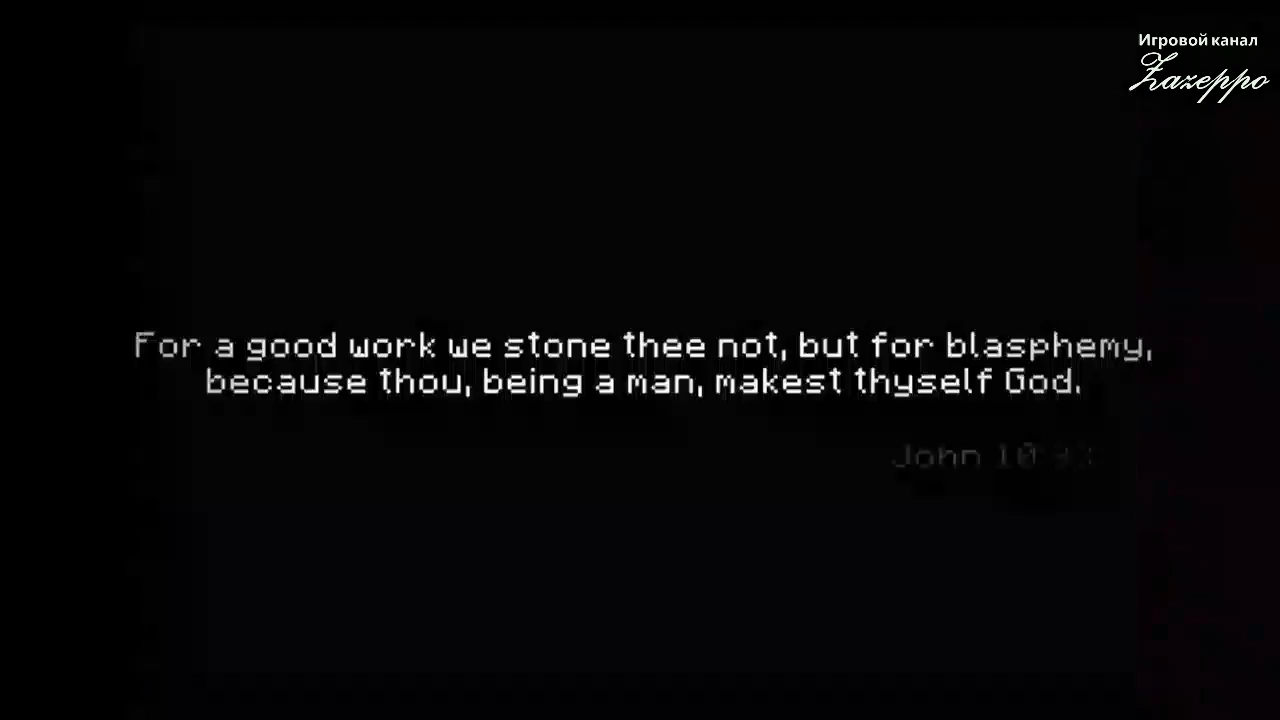 Игровой канал
Zazeppo
For a good work we stone thee not, but for blasphemy,
because thou, being a man, makest thyself God.
John